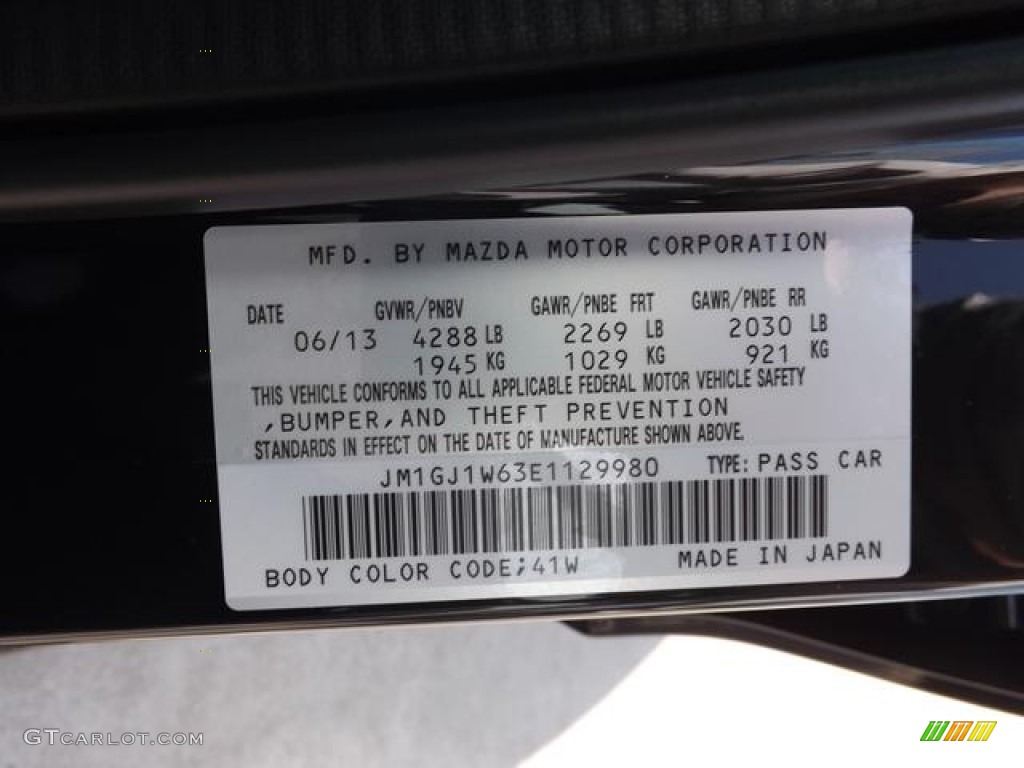 MFD. BY MAZDA MOTOR CORPORATION
DATE GVWR/PNBV GAWR/PNBE FRT GAWR/PNBE RR
06/13 4288 LB 2269 LB 2030 LB
1945 KG 1029 KG 921 KG
THIS VEHICLE CONFORMS TO ALL APPLICABLE FEDERAL MOTOR VEHICLE SAFETY
,BUMPER,AND THEFT PREVENTION
STANDARDS IN EFFECT ON THE DATE OF MANUFACTURE SHOWN ABOVE.
JM1GJ1W63E1129980 TYPE: PASS CAR
BODY COLOR CODE;41W MADE IN JAPAN
GTCARLOT.COM